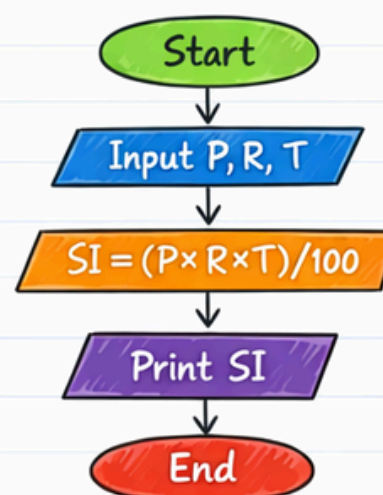 Start
Input P, R, T
SI = (P× R×T)/100
Print SI
End